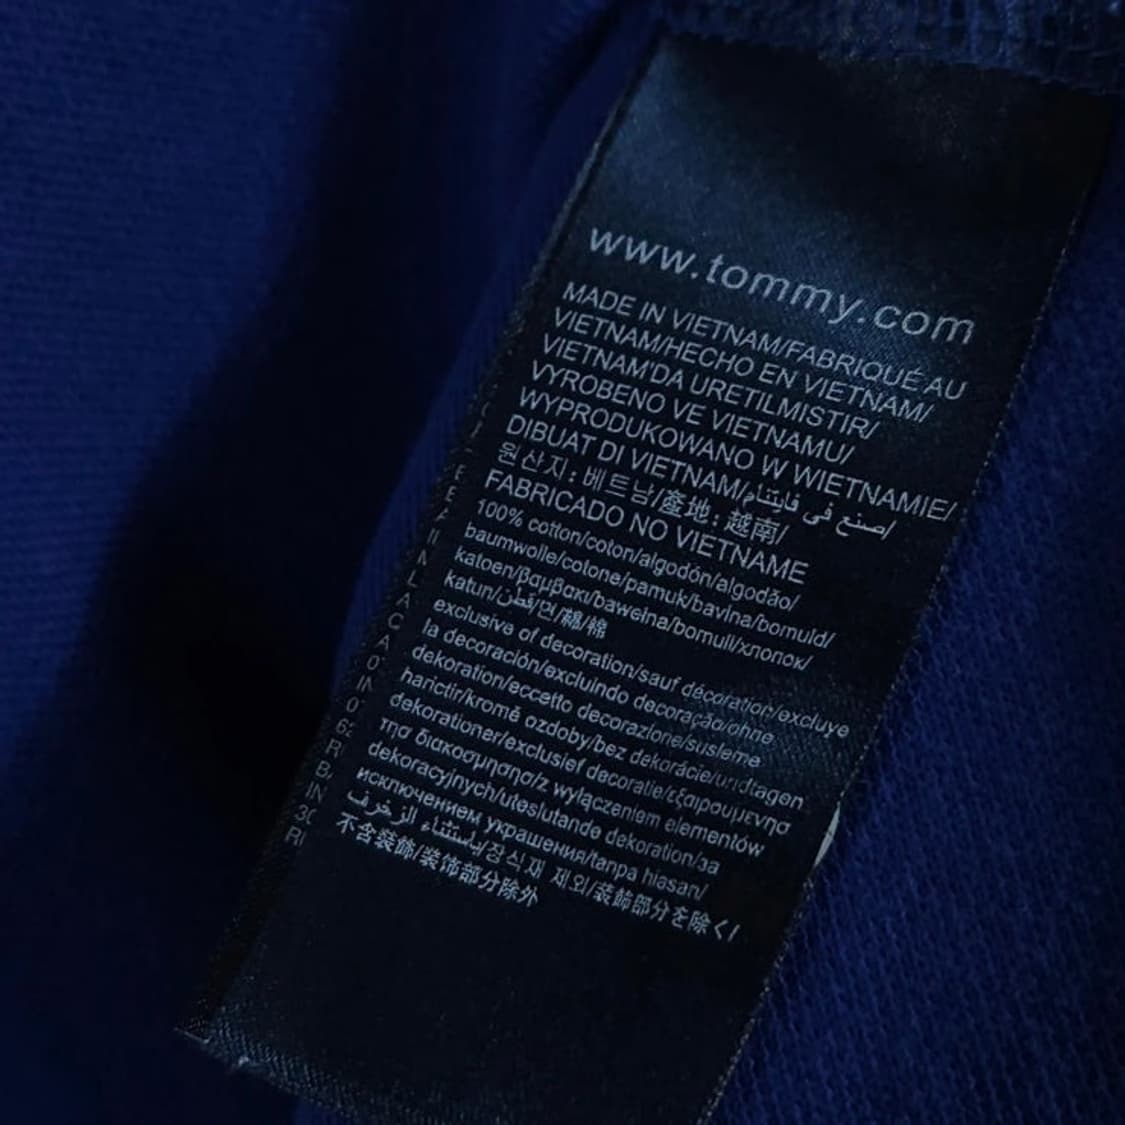 www.tommy.com
MADE IN VIETNAM/FABRIQUÉ AU
VIETNAM/HECHO EN VIETNAM/
VIETNAM'DA URETILMISTIR/
VYROBENO VE VIETNAMU/
WYPRODUKOWANO W WIETNAMIE/
DIBUAT DI VIETNAM/صنع في فايتنام/
원산지 : 베트남/產地 : 越南/
FABRICADO NO VIETNAME
100% cotton/coton/algodón/algodão/
baumwolle/cotone/pamuk/bavlna/bomuld/
katoen/βαμβακι/bawełna/bomull/хлопок/
katun/قطن/면/棉/綿
exclusive of decoration/sauf décoration/excluye
la decoración/excluindo decoração/ohne
dekoration/eccetto decorazione/susleme
harictir/kromě ozdoby/bez dekorácie/undtagen
dekorationer/exclusief decoratie/εξαιρουμενησ
τησ διακοσμησησ/z wyłączeniem elementów
dekoracyjnych/uteslutande dekoration/за
исключением украшения/tanpa hiasan/
باستثناء الزخرف/장식재 제외/装飾部分を除く/
不含裝飾/装饰部分除外